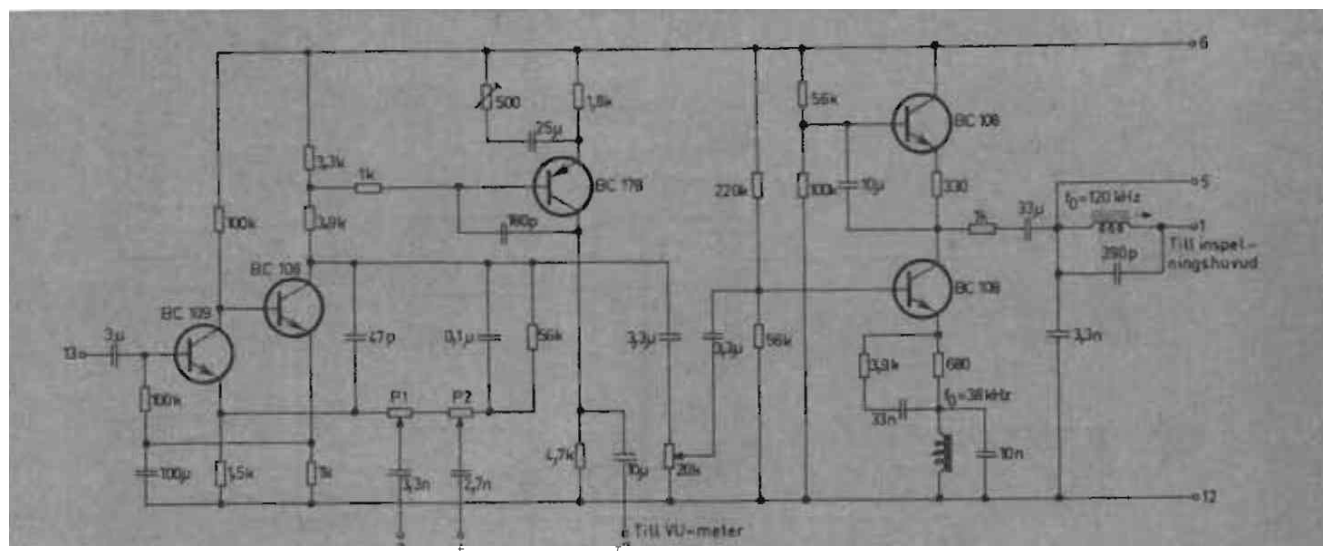 6
500
1,8k
56k
BC 108
25µ
3,3k
1k
BC 178
5
220k
100k
10µ
330
f₀=120 kHz
33µ
1k
1
100k
3,9k
180p
Till inspel-
ningshuvud
390p
BC 108
BC 108
BC 109
3µ
13
47p
0,1µ
56k
3,3µ
0,3µ
56k
3,9k
680
3,3n
100k
P1
P2
f₀=38 kHz
33n
100µ
1,5k
1k
3,3n
2,7n
4,7k
10µ
20k
10n
12
Till VU-meter